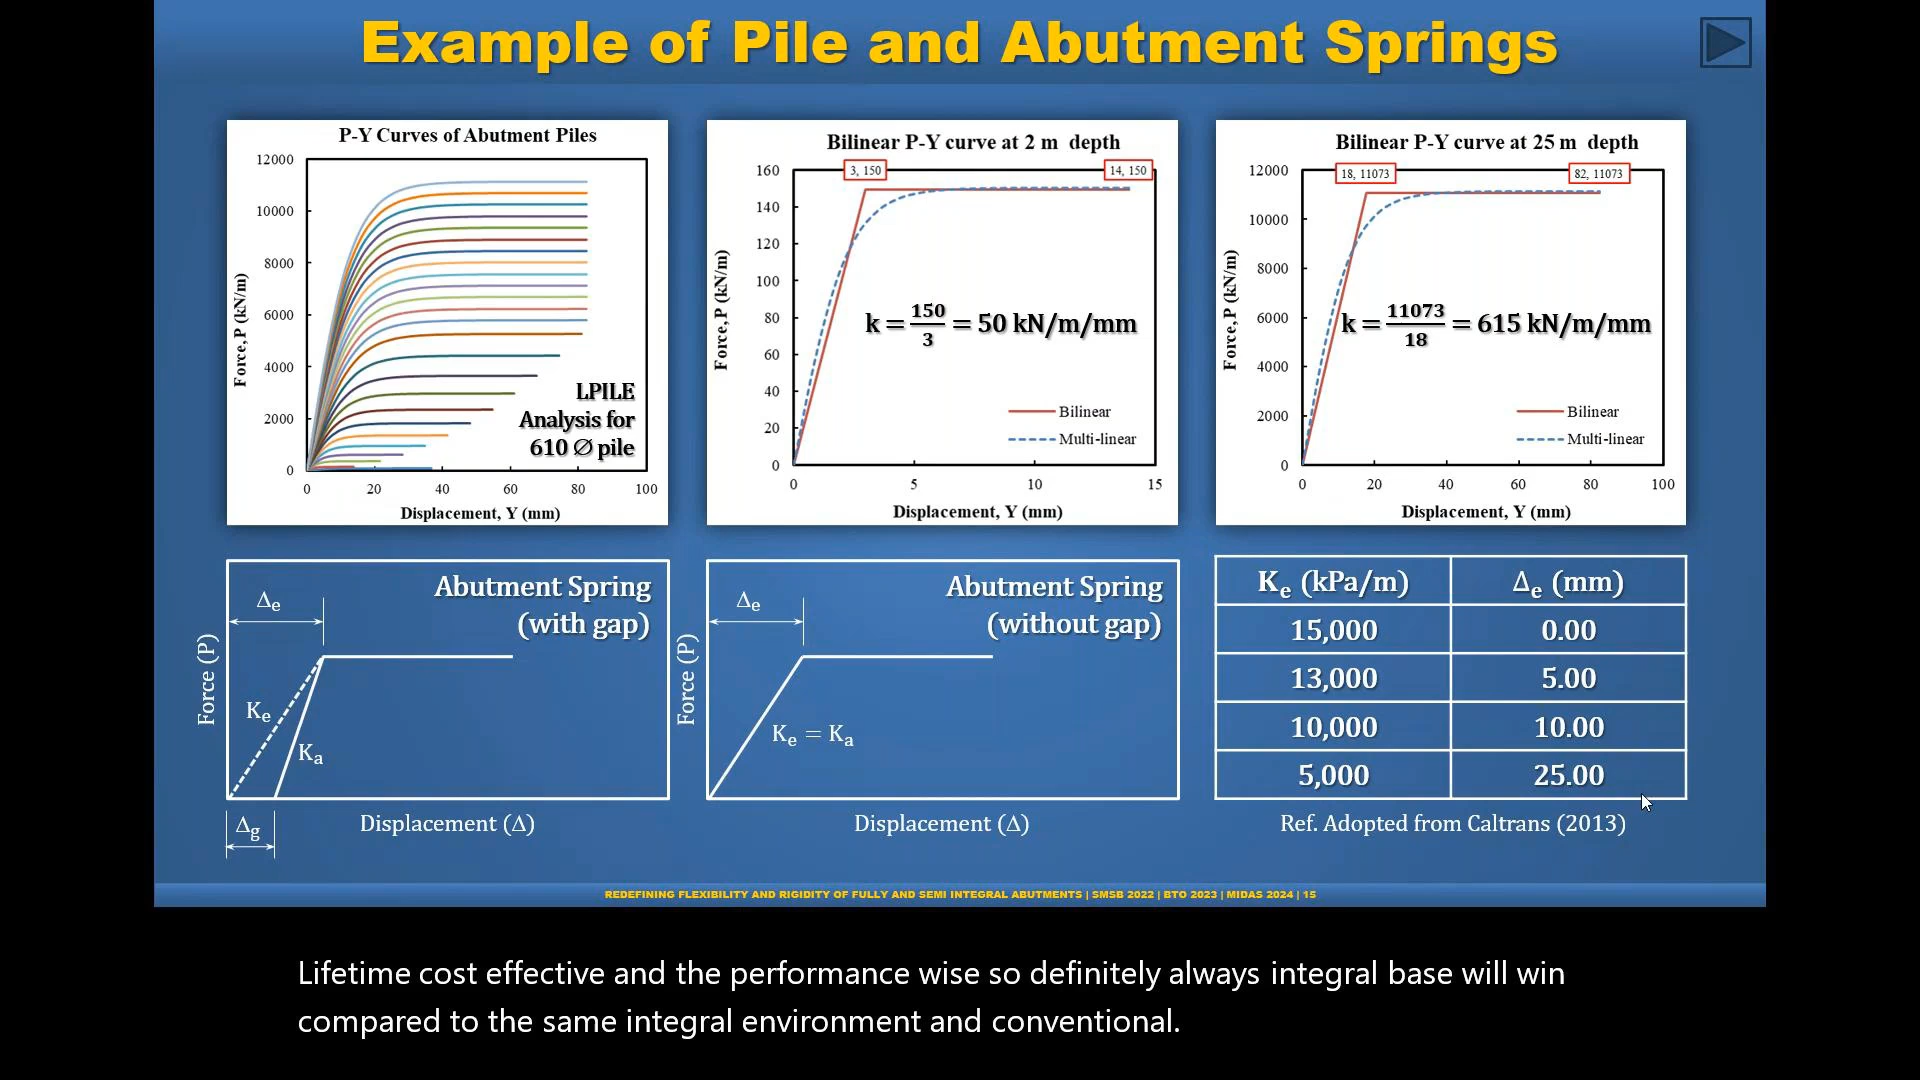 Example of Pile and Abutment Springs
P-Y Curves of Abutment Piles
12000
10000
8000
6000
4000
2000
0
Force, P (kN/m)
LPILE
Analysis for
610 ∅ pile
0 20 40 60 80 100
Displacement, Y (mm)
Bilinear P-Y curve at 2 m depth
160
140
120
100
80
60
40
20
0
3, 150
14, 150
Force, P (kN/m)
k = 150/3 = 50 kN/m/mm
Bilinear
Multi-linear
0 5 10 15
Displacement, Y (mm)
Bilinear P-Y curve at 25 m depth
12000
10000
8000
6000
4000
2000
0
18, 11073
82, 11073
Force, P (kN/m)
k = 11073/18 = 615 kN/m/mm
Bilinear
Multi-linear
0 20 40 60 80 100
Displacement, Y (mm)
Abutment Spring
(with gap)
Δe
Force (P)
Ke
Ka
Δg
Displacement (Δ)
Abutment Spring
(without gap)
Δe
Force (P)
Ke = Ka
Displacement (Δ)
Ke (kPa/m) Δe (mm)
15,000 0.00
13,000 5.00
10,000 10.00
5,000 25.00
Ref. Adopted from Caltrans (2013)
REDEFINING FLEXIBILITY AND RIGIDITY OF FULLY AND SEMI INTEGRAL ABUTMENTS | SMSB 2022 | BTO 2023 | MIDAS 2024 | 15
Lifetime cost effective and the performance wise so definitely always integral base will win
compared to the same integral environment and conventional.